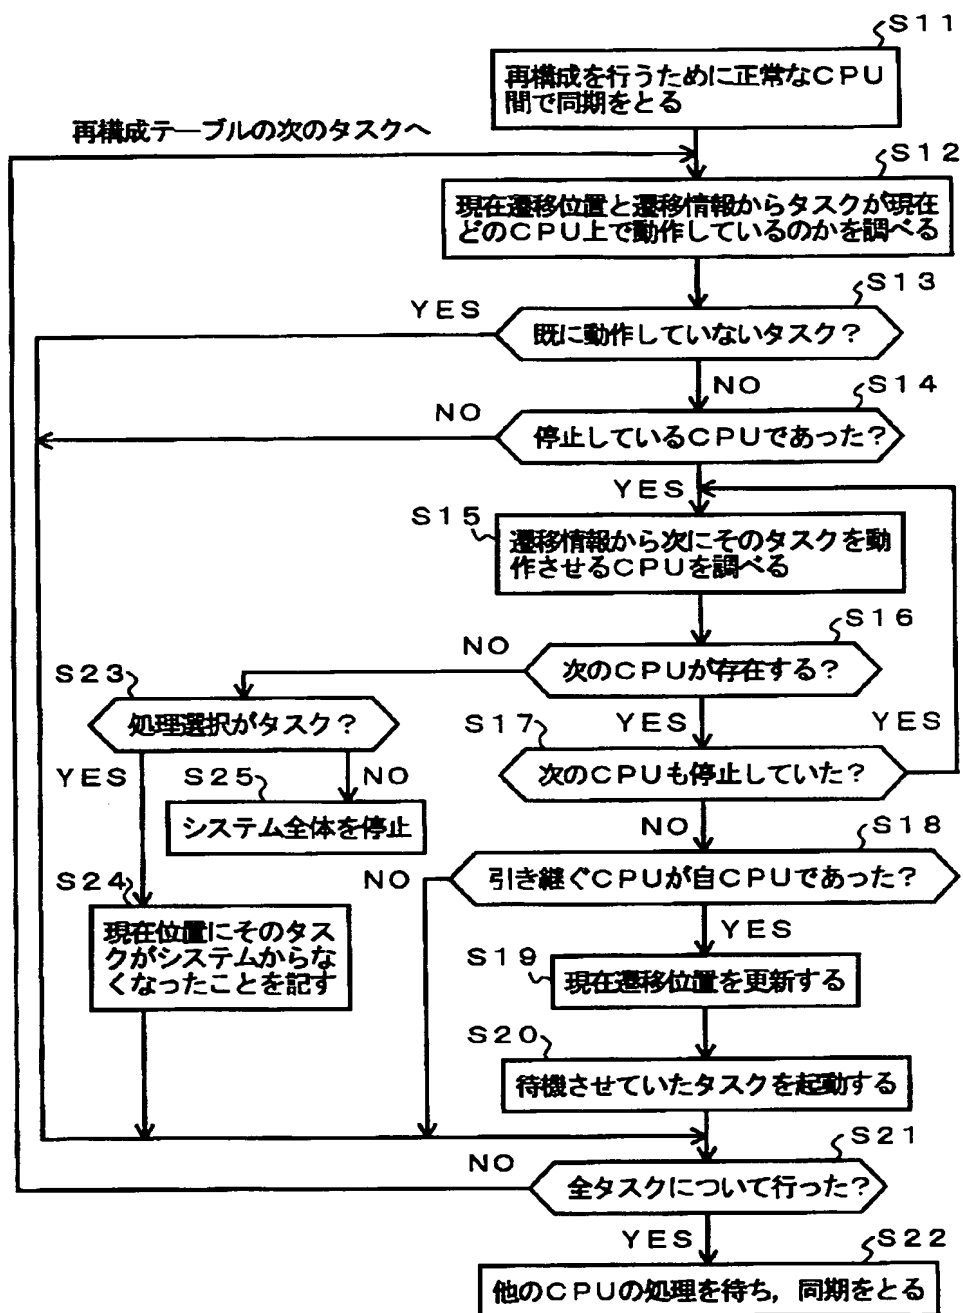 S11
再構成を行うために正常なCPU
間で同期をとる
再構成テーブルの次のタスクへ
S12
現在遷移位置と遷移情報からタスクが現在
どのCPU上で動作しているのかを調べる
S13
YES
既に動作していないタスク?
NO
S14
NO
停止しているCPUであった?
YES
S15
遷移情報から次にそのタスクを動
作させるCPUを調べる
S16
NO
次のCPUが存在する?
S23
処理選択がタスク?
S17
YES
YES
次のCPUも停止していた?
YES
S25
NO
システム全体を停止
NO
S18
引き継ぐCPUが自CPUであった?
S24
NO
YES
現在位置にそのタス
クがシステムからな
くなったことを記す
S19
現在遷移位置を更新する
S20
待機させていたタスクを起動する
S21
NO
全タスクについて行った?
YES
S22
他のCPUの処理を待ち,同期をとる